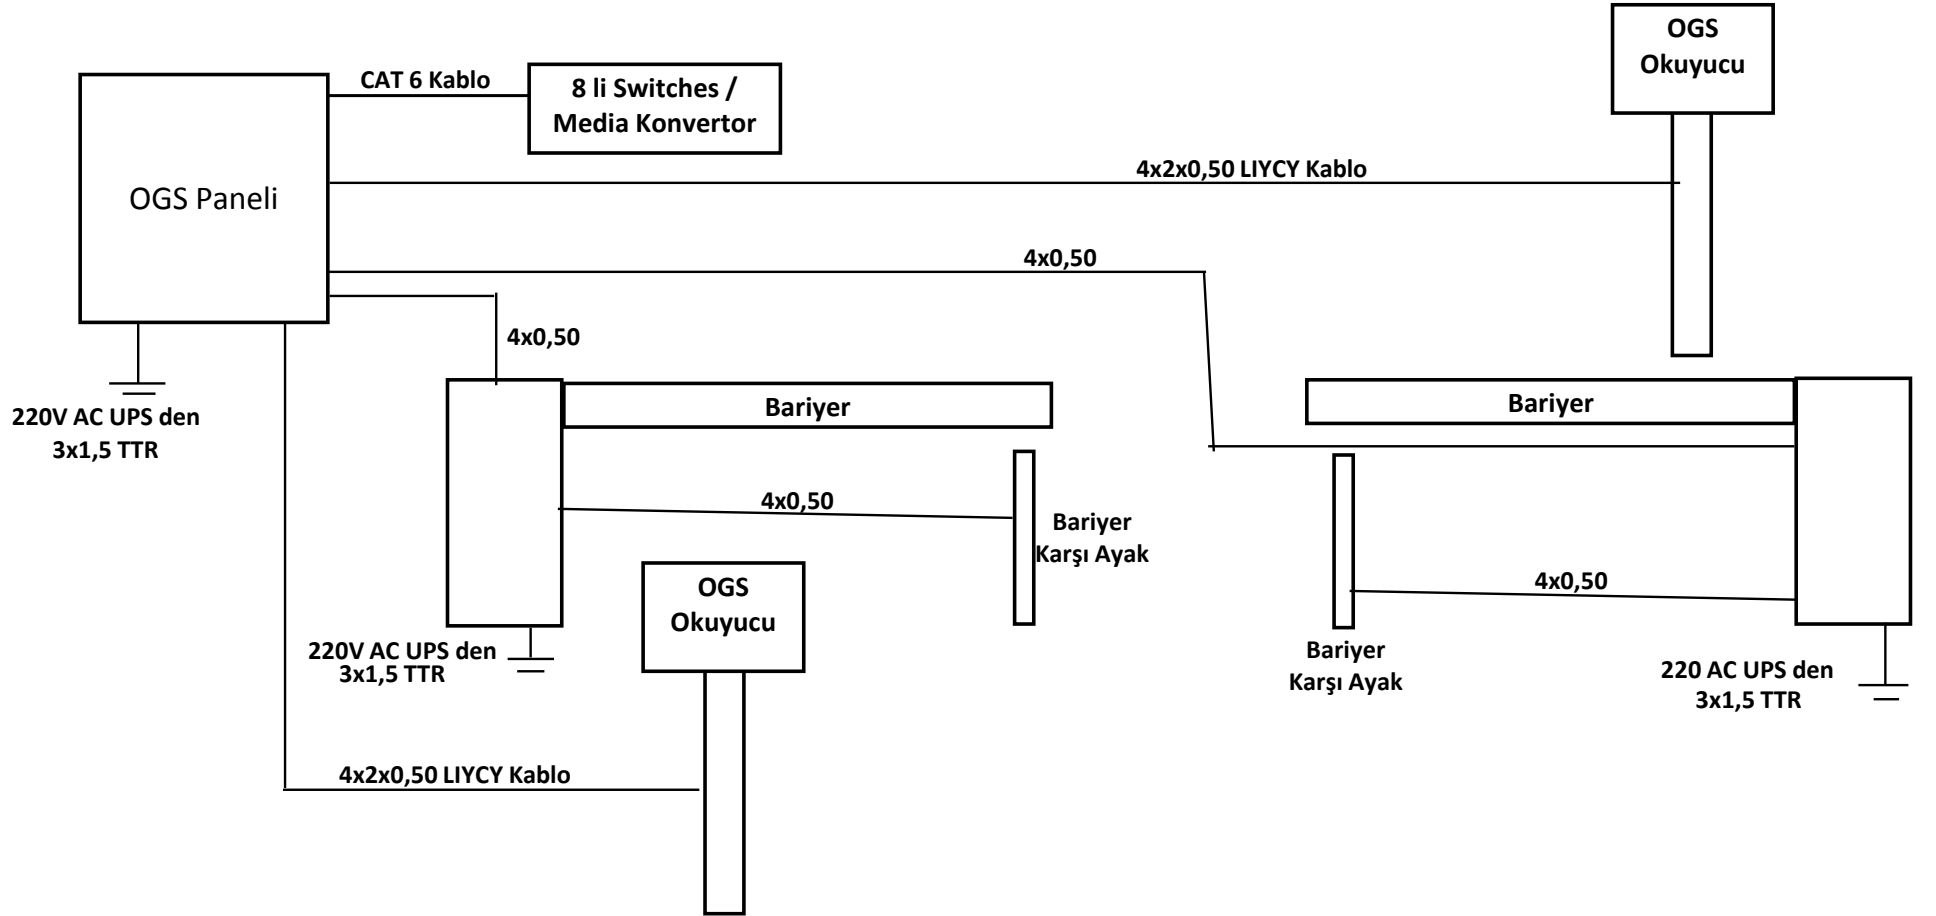 OGS
Okuyucu
CAT 6 Kablo
8 li Switches /
Media Konvertor
OGS Paneli
4x2x0,50 LIYCY Kablo
4x0,50
4x0,50
220V AC UPS den
3x1,5 TTR
Bariyer
Bariyer
4x0,50
Bariyer
Karşı Ayak
4x0,50
OGS
Okuyucu
220V AC UPS den
3x1,5 TTR
Bariyer
Karşı Ayak
220 AC UPS den
3x1,5 TTR
4x2x0,50 LIYCY Kablo